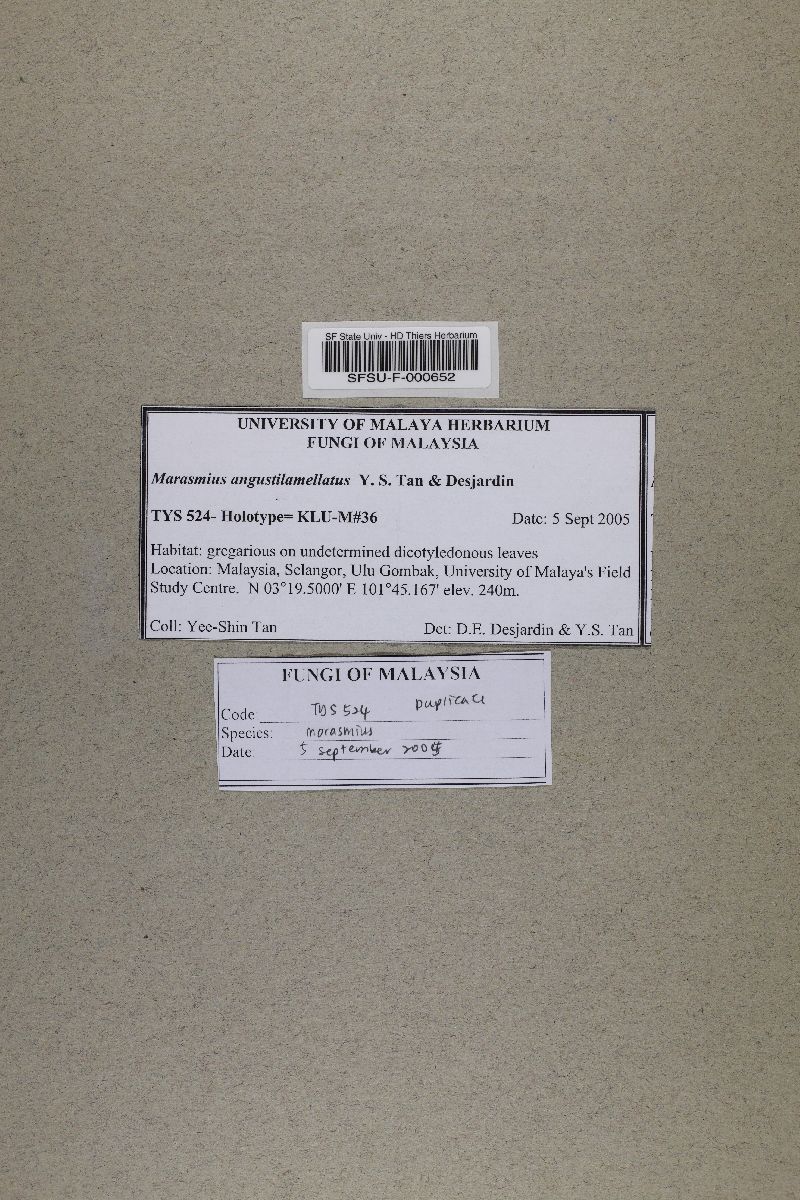 SF State Univ - HD Thiers Herbarium
SFSU-F-000652
UNIVERSITY OF MALAYA HERBARIUM
FUNGI OF MALAYSIA
Marasmius angustilamellatus Y. S. Tan & Desjardin
TYS 524- Holotype= KLU-M#36 Date: 5 Sept 2005
Habitat: gregarious on undetermined dicotyledonous leaves
Location: Malaysia, Selangor, Ulu Gombak, University of Malaya's Field
Study Centre. N 03°19.5000' E 101°45.167' elev. 240m.
Coll: Yee-Shin Tan Det: D.E. Desjardin & Y.S. Tan
FUNGI OF MALAYSIA
Code: TYS 524 Duplicate
Species: marasmius
Date: 5 september